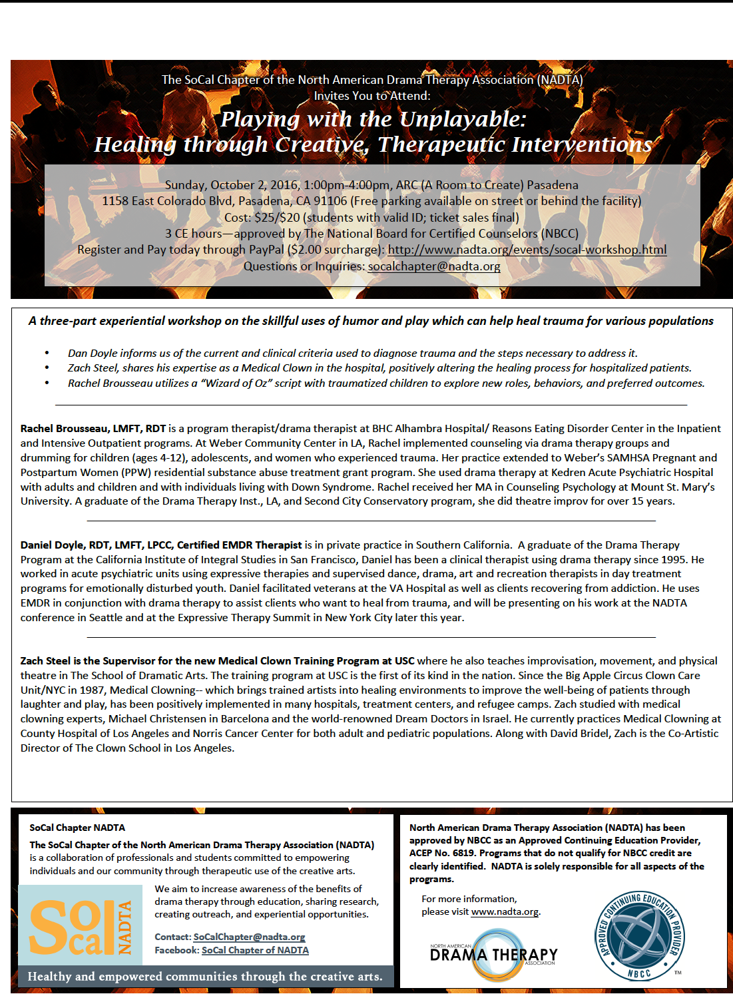 The SoCal Chapter of the North American Drama Therapy Association (NADTA)
Invites You to Attend:
Playing with the Unplayable:
Healing through Creative, Therapeutic Interventions
Sunday, October 2, 2016, 1:00pm-4:00pm, ARC (A Room to Create) Pasadena
1158 East Colorado Blvd, Pasadena, CA 91106 (Free parking available on street or behind the facility)
Cost: $25/$20 (students with valid ID; ticket sales final)
3 CE hours—approved by The National Board for Certified Counselors (NBCC)
Register and Pay today through PayPal ($2.00 surcharge): http://www.nadta.org/events/socal-workshop.html
Questions or Inquiries: socalchapter@nadta.org
A three-part experiential workshop on the skillful uses of humor and play which can help heal trauma for various populations
• Dan Doyle informs us of the current and clinical criteria used to diagnose trauma and the steps necessary to address it.
• Zach Steel, shares his expertise as a Medical Clown in the hospital, positively altering the healing process for hospitalized patients.
• Rachel Brousseau utilizes a “Wizard of Oz” script with traumatized children to explore new roles, behaviors, and preferred outcomes.
Rachel Brousseau, LMFT, RDT is a program therapist/drama therapist at BHC Alhambra Hospital/ Reasons Eating Disorder Center in the Inpatient
and Intensive Outpatient programs. At Weber Community Center in LA, Rachel implemented counseling via drama therapy groups and
drumming for children (ages 4-12), adolescents, and women who experienced trauma. Her practice extended to Weber’s SAMHSA Pregnant and
Postpartum Women (PPW) residential substance abuse treatment grant program. She used drama therapy at Kedren Acute Psychiatric Hospital
with adults and children and with individuals living with Down Syndrome. Rachel received her MA in Counseling Psychology at Mount St. Mary’s
University. A graduate of the Drama Therapy Inst., LA, and Second City Conservatory program, she did theatre improv for over 15 years.
Daniel Doyle, RDT, LMFT, LPCC, Certified EMDR Therapist is in private practice in Southern California. A graduate of the Drama Therapy
Program at the California Institute of Integral Studies in San Francisco, Daniel has been a clinical therapist using drama therapy since 1995. He
worked in acute psychiatric units using expressive therapies and supervised dance, drama, art and recreation therapists in day treatment
programs for emotionally disturbed youth. Daniel facilitated veterans at the VA Hospital as well as clients recovering from addiction. He uses
EMDR in conjunction with drama therapy to assist clients who want to heal from trauma, and will be presenting on his work at the NADTA
conference in Seattle and at the Expressive Therapy Summit in New York City later this year.
Zach Steel is the Supervisor for the new Medical Clown Training Program at USC where he also teaches improvisation, movement, and physical
theatre in The School of Dramatic Arts. The training program at USC is the first of its kind in the nation. Since the Big Apple Circus Clown Care
Unit/NYC in 1987, Medical Clowning-- which brings trained artists into healing environments to improve the well-being of patients through
laughter and play, has been positively implemented in many hospitals, treatment centers, and refugee camps. Zach studied with medical
clowning experts, Michael Christensen in Barcelona and the world-renowned Dream Doctors in Israel. He currently practices Medical Clowning at
County Hospital of Los Angeles and Norris Cancer Center for both adult and pediatric populations. Along with David Bridel, Zach is the Co-Artistic
Director of The Clown School in Los Angeles.
SoCal Chapter NADTA
The SoCal Chapter of the North American Drama Therapy Association (NADTA)
is a collaboration of professionals and students committed to empowering
individuals and our community through therapeutic use of the creative arts.
SoCal NADTA
We aim to increase awareness of the benefits of
drama therapy through education, sharing research,
creating outreach, and experiential opportunities.
Contact: SoCalChapter@nadta.org
Facebook: SoCal Chapter of NADTA
Healthy and empowered communities through the creative arts.
North American Drama Therapy Association (NADTA) has been
approved by NBCC as an Approved Continuing Education Provider,
ACEP No. 6819. Programs that do not qualify for NBCC credit are
clearly identified. NADTA is solely responsible for all aspects of the
programs.
For more information,
please visit www.nadta.org.
NORTH AMERICAN
DRAMA THERAPY
ASSOCIATION
APPROVED CONTINUING EDUCATION PROVIDER
NBCC
TM